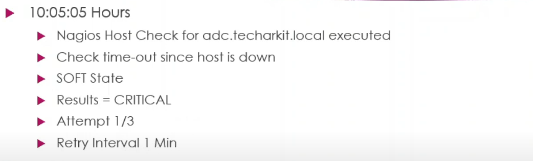 10:05:05 Hours
Nagios Host Check for adc.techarkit.local executed
Check time-out since host is down
SOFT State
Results = CRITICAL
Attempt 1/3
Retry Interval 1 Min